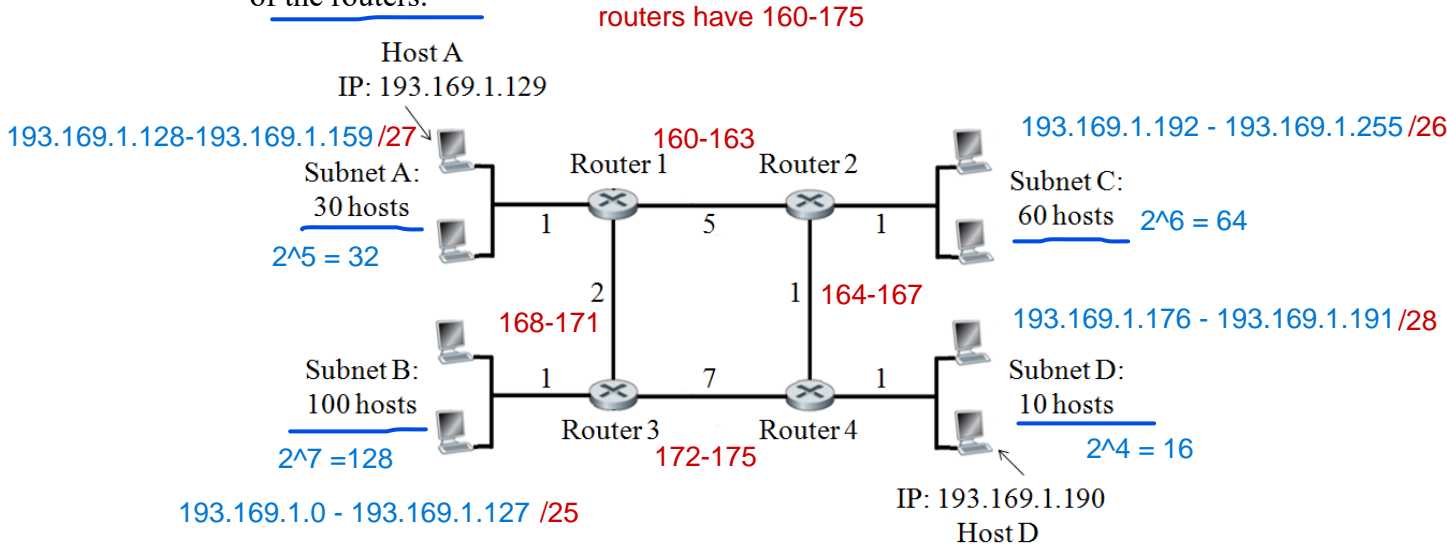 of the routers.
routers have 160-175
Host A
IP: 193.169.1.129
193.169.1.128-193.169.1.159 /27
160-163
193.169.1.192 - 193.169.1.255 /26
Subnet A:
30 hosts
2^5 = 32
Router 1
Router 2
1
5
1
Subnet C:
60 hosts
2^6 = 64
2
168-171
1
164-167
193.169.1.176 - 193.169.1.191 /28
Subnet B:
100 hosts
2^7 =128
1
7
1
Subnet D:
10 hosts
2^4 = 16
Router 3
Router 4
172-175
193.169.1.0 - 193.169.1.127 /25
IP: 193.169.1.190
Host D